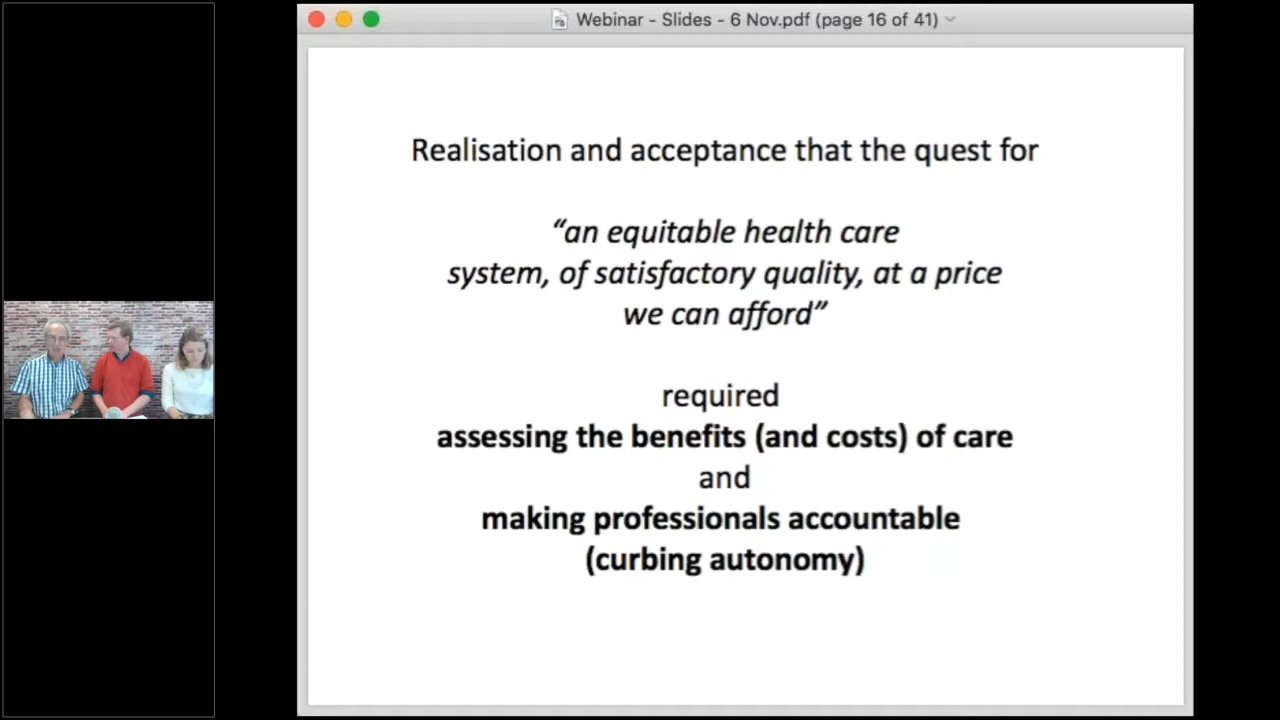 Webinar - Slides - 6 Nov.pdf (page 16 of 41)
Realisation and acceptance that the quest for
“an equitable health care
system, of satisfactory quality, at a price
we can afford”
required
assessing the benefits (and costs) of care
and
making professionals accountable
(curbing autonomy)